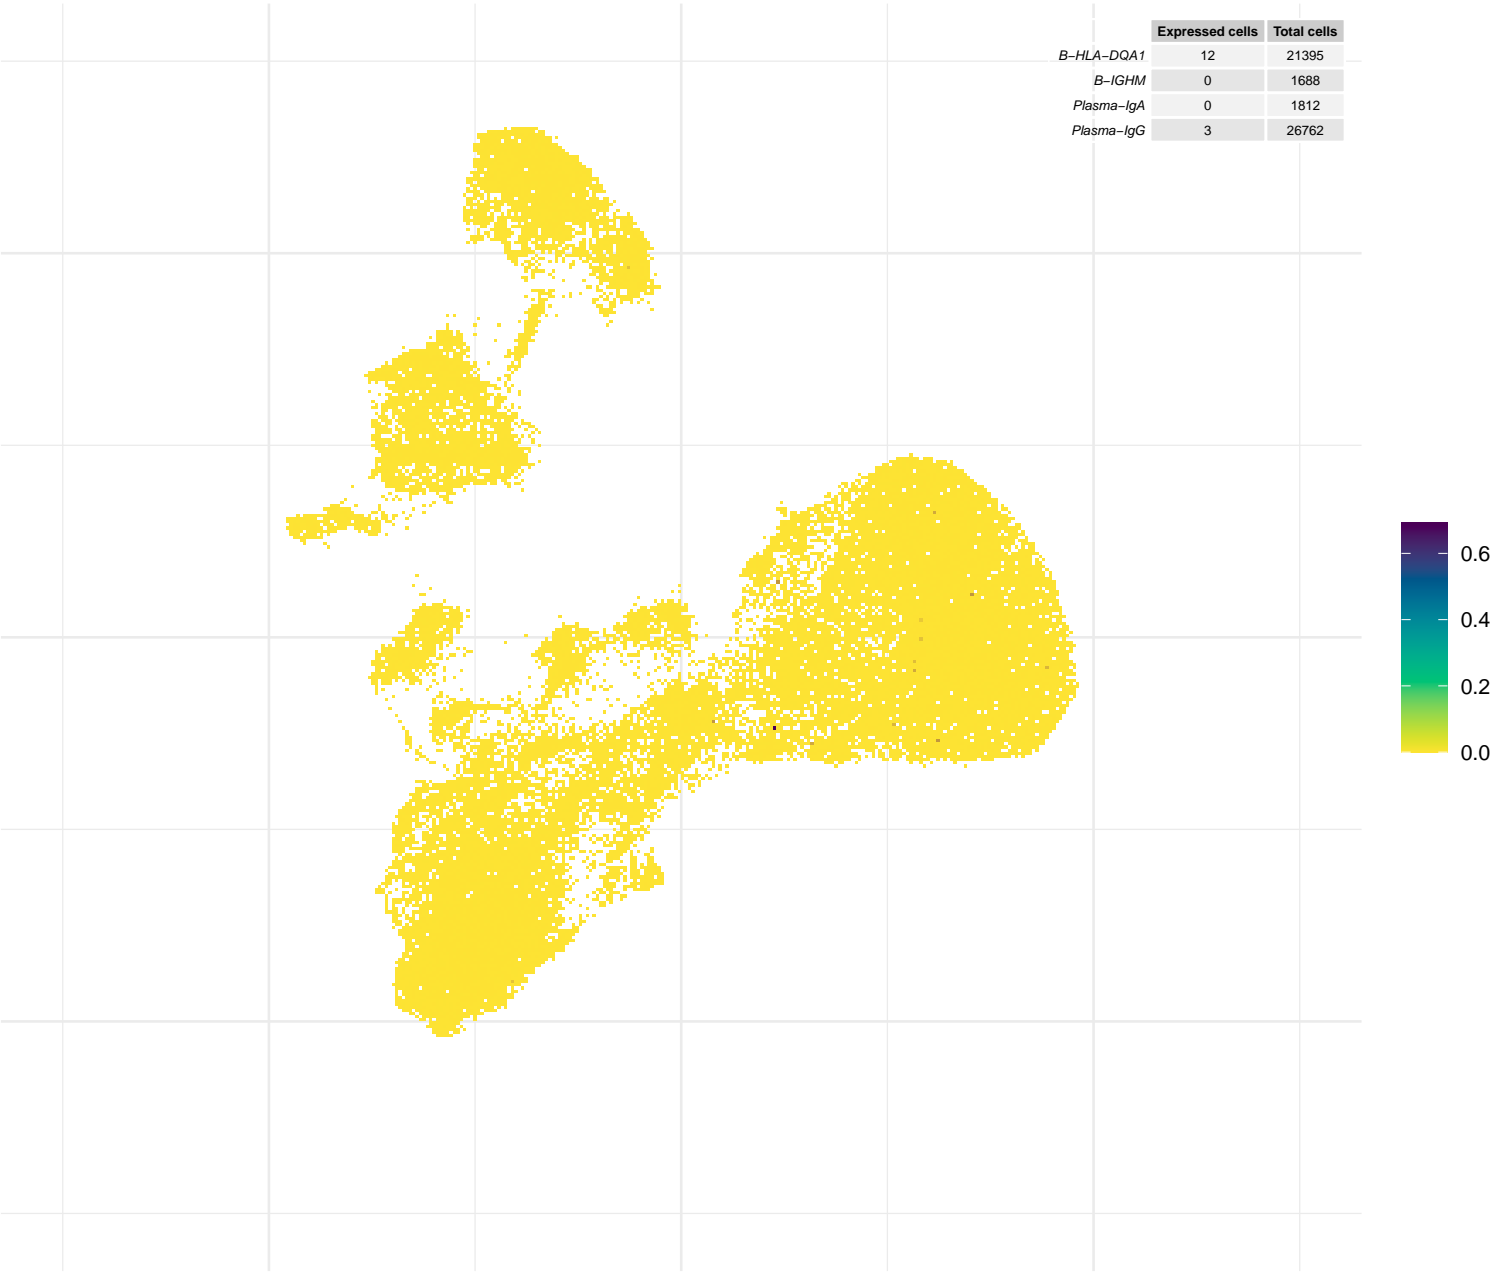 Expressed cells Total cells
B−HLA−DQA1 12 21395
B−IGHM 0 1688
Plasma−IgA 0 1812
Plasma−IgG 3 26762
0.6
0.4
0.2
0.0